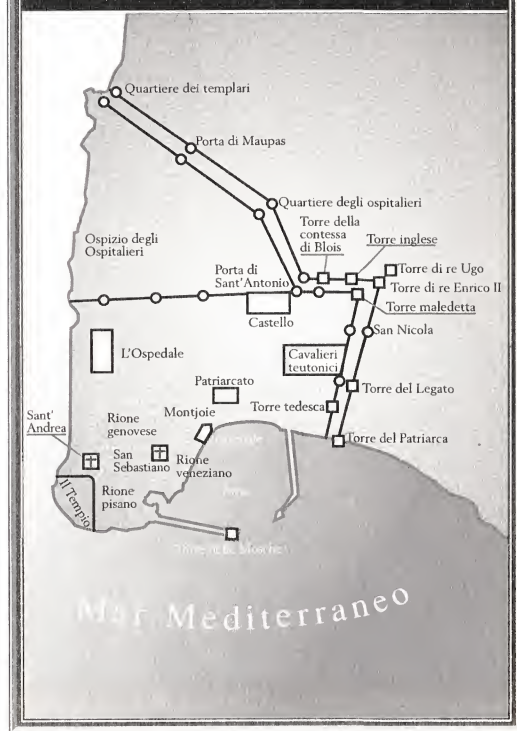 Quartiere dei templari
Porta di Maupas
Quartiere degli ospitalieri
Torre della
contessa
di Blois
Torre inglese
Ospizio degli
Ospitalieri
Porta di
Sant'Antonio
Torre di re Ugo
Torre di re Enrico II
Torre maledetta
Castello
San Nicola
L'Ospedale
Cavalieri
teutonici
Patriarcato
Torre del Legato
Montjoie
Torre tedesca
Sant'
Andrea
Rione
genovese
Torre del Patriarca
San
Sebastiano
Rione
veneziano
Il Tempio
Rione
pisano
Torre delle Mosche
Mar Mediterraneo